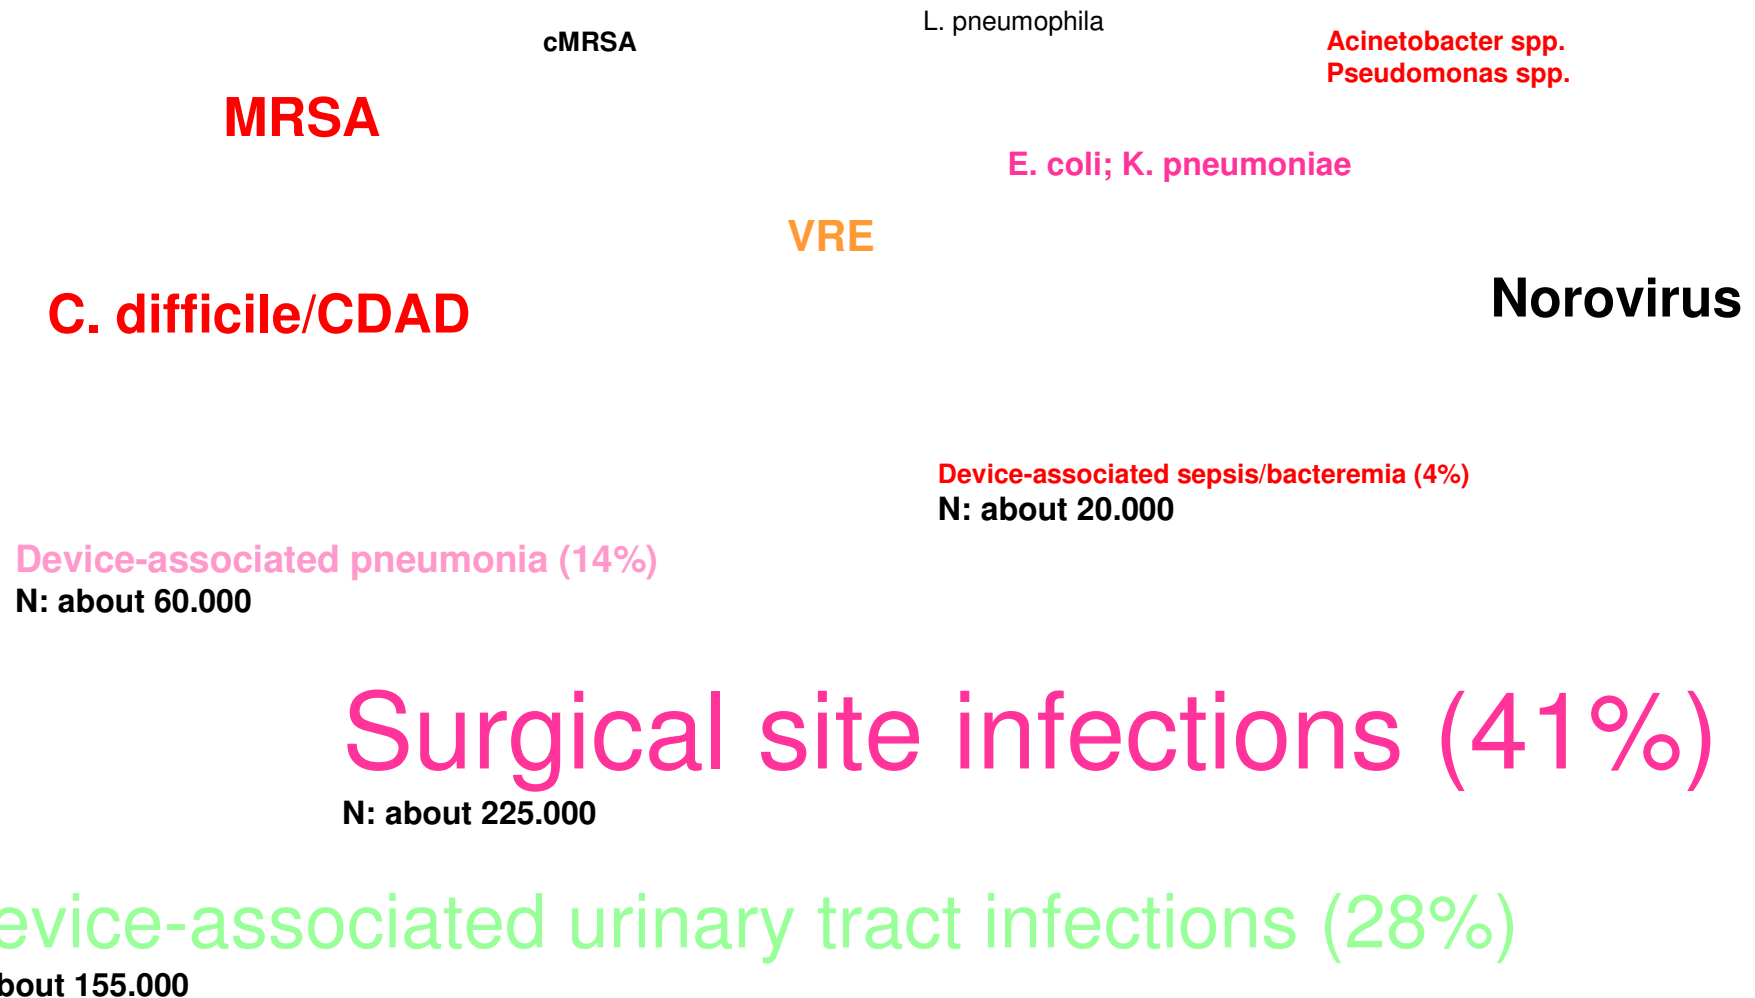 L. pneumophila
cMRSA
Acinetobacter spp.
Pseudomonas spp.
MRSA
E. coli; K. pneumoniae
VRE
Norovirus
C. difficile/CDAD
Device-associated sepsis/bacteremia (4%)
N: about 20.000
Device-associated pneumonia (14%)
N: about 60.000
Surgical site infections (41%)
N: about 225.000
evice-associated urinary tract infections (28%)
bout 155.000